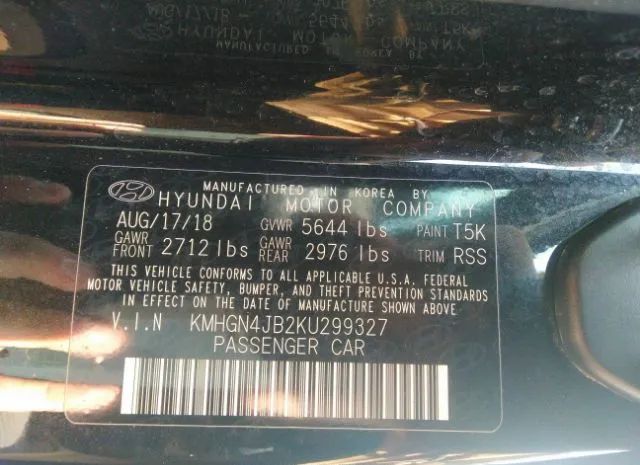 MANUFACTURED IN KOREA BY
HYUNDAI MOTOR COMPANY
AUG/17/18 GVWR 5644 lbs PAINT T5K
GAWR FRONT 2712 lbs GAWR REAR 2976 lbs TRIM RSS
THIS VEHICLE CONFORMS TO ALL APPLICABLE U.S.A. FEDERAL
MOTOR VEHICLE SAFETY, BUMPER, AND THEFT PREVENTION STANDARDS
IN EFFECT ON THE DATE OF MANUFACTURE SHOWN ABOVE
V.I.N KMHGN4JB2KU299327
PASSENGER CAR